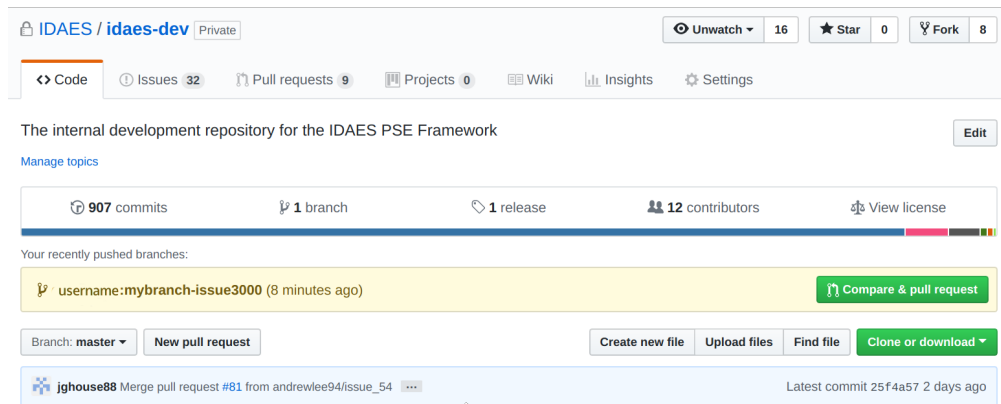 IDAES / idaes-dev Private Unwatch 16 Star 0 Fork 8
Code Issues 32 Pull requests 9 Projects 0 Wiki Insights Settings
The internal development repository for the IDAES PSE Framework Edit
Manage topics
907 commits 1 branch 1 release 12 contributors View license
Your recently pushed branches:
username:mybranch-issue3000 (8 minutes ago) Compare & pull request
Branch: master New pull request Create new file Upload files Find file Clone or download
jghouse88 Merge pull request #81 from andrewlee94/issue_54 ... Latest commit 25f4a57 2 days ago